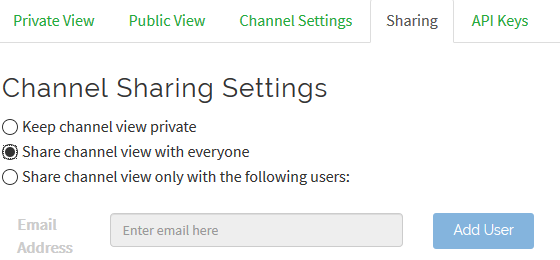 Private View Public View Channel Settings Sharing API Keys
Channel Sharing Settings
Keep channel view private
Share channel view with everyone
Share channel view only with the following users:
Email Enter email here Add User
Address